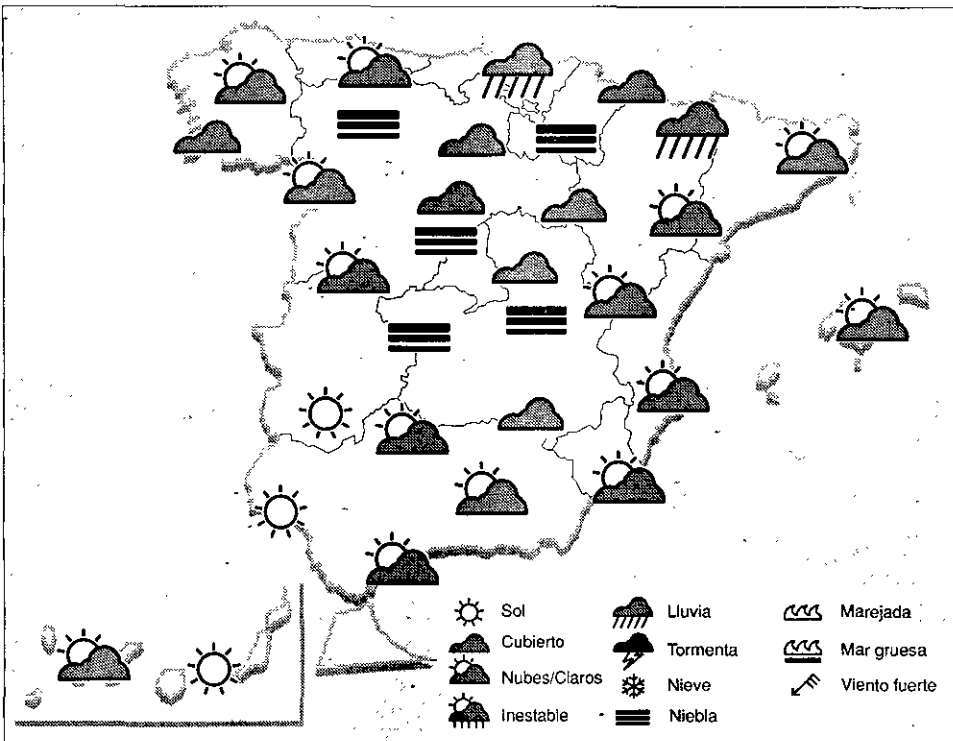 Sol
Cubierto
Nubes/Claros
Inestable
Lluvia
Tormenta
Nieve
Niebla
Marejada
Mar gruesa
Viento fuerte